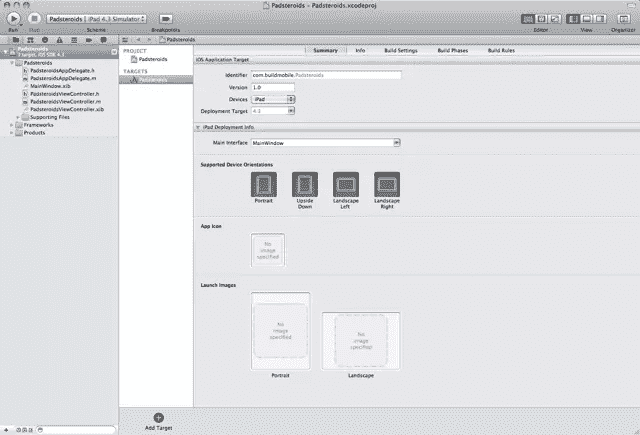 Padsteroids – Padsteroids.xcodeproj
Padsteroids | iPad 4.3 Simulator
Run
Stop
Scheme
Breakpoints
Editor
View
Organizer
Padsteroids
Padsteroids
1 target, iOS SDK 4.3
Padsteroids
PadsteroidsAppDelegate.h
PadsteroidsAppDelegate.m
MainWindow.xib
PadsteroidsViewController.h
PadsteroidsViewController.m
PadsteroidsViewController.xib
Supporting Files
Frameworks
Products
PROJECT
Padsteroids
TARGETS
Padsteroids
Summary
Info
Build Settings
Build Phases
Build Rules
iOS Application Target
Identifier com.buildmobile.Padsteroids
Version 1.0
Devices iPad
Deployment Target 4.3
iPad Deployment Info
Main Interface MainWindow
Supported Device Orientations
Portrait
Upside Down
Landscape Left
Landscape Right
App Icon
No image specified
Launch Images
No image specified
No image specified
Portrait
Landscape
Add Target